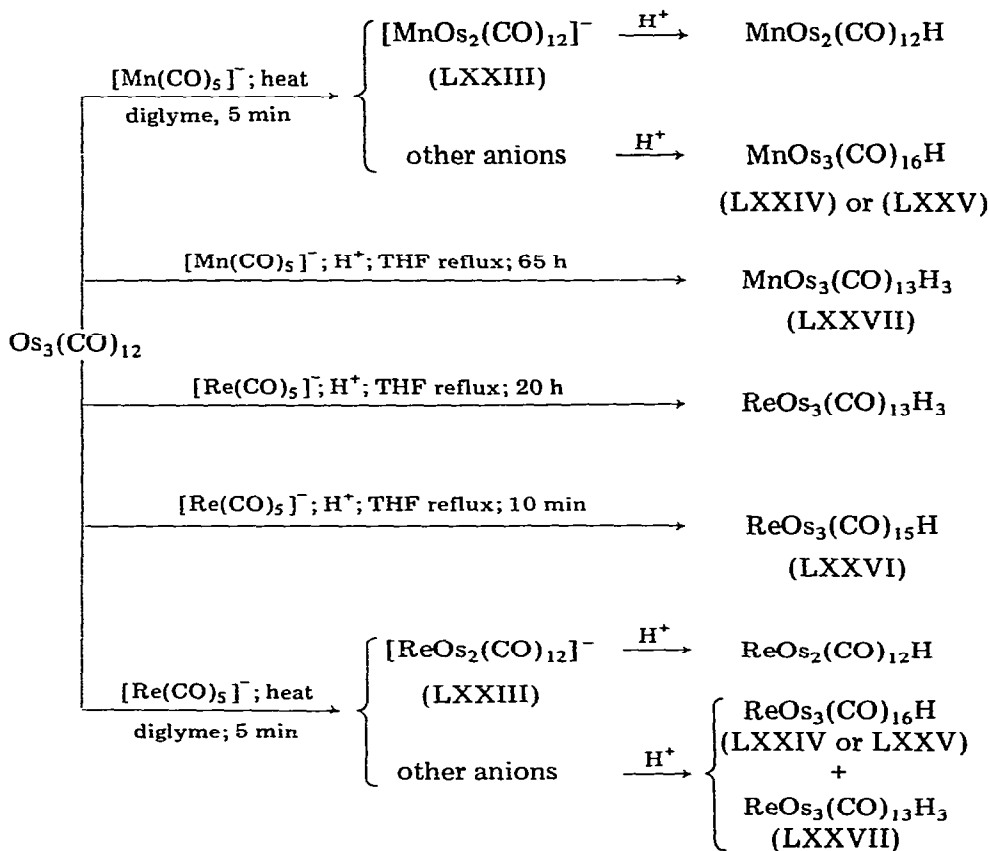 [MnOs₂(CO)₁₂]⁻ H⁺ MnOs₂(CO)₁₂H
(LXXIII)
[Mn(CO)₅]⁻; heat
diglyme, 5 min
other anions H⁺ MnOs₃(CO)₁₆H
(LXXIV) or (LXXV)
[Mn(CO)₅]⁻; H⁺; THF reflux; 65 h MnOs₃(CO)₁₃H₃
(LXXVII)
Os₃(CO)₁₂
[Re(CO)₅]⁻; H⁺; THF reflux; 20 h ReOs₃(CO)₁₃H₃
[Re(CO)₅]⁻; H⁺; THF reflux; 10 min ReOs₃(CO)₁₅H
(LXXVI)
[ReOs₂(CO)₁₂]⁻ H⁺ ReOs₂(CO)₁₂H
(LXXIII)
[Re(CO)₅]⁻; heat
diglyme; 5 min
ReOs₃(CO)₁₆H
(LXXIV or LXXV)
other anions H⁺ +
ReOs₃(CO)₁₃H₃
(LXXVII)